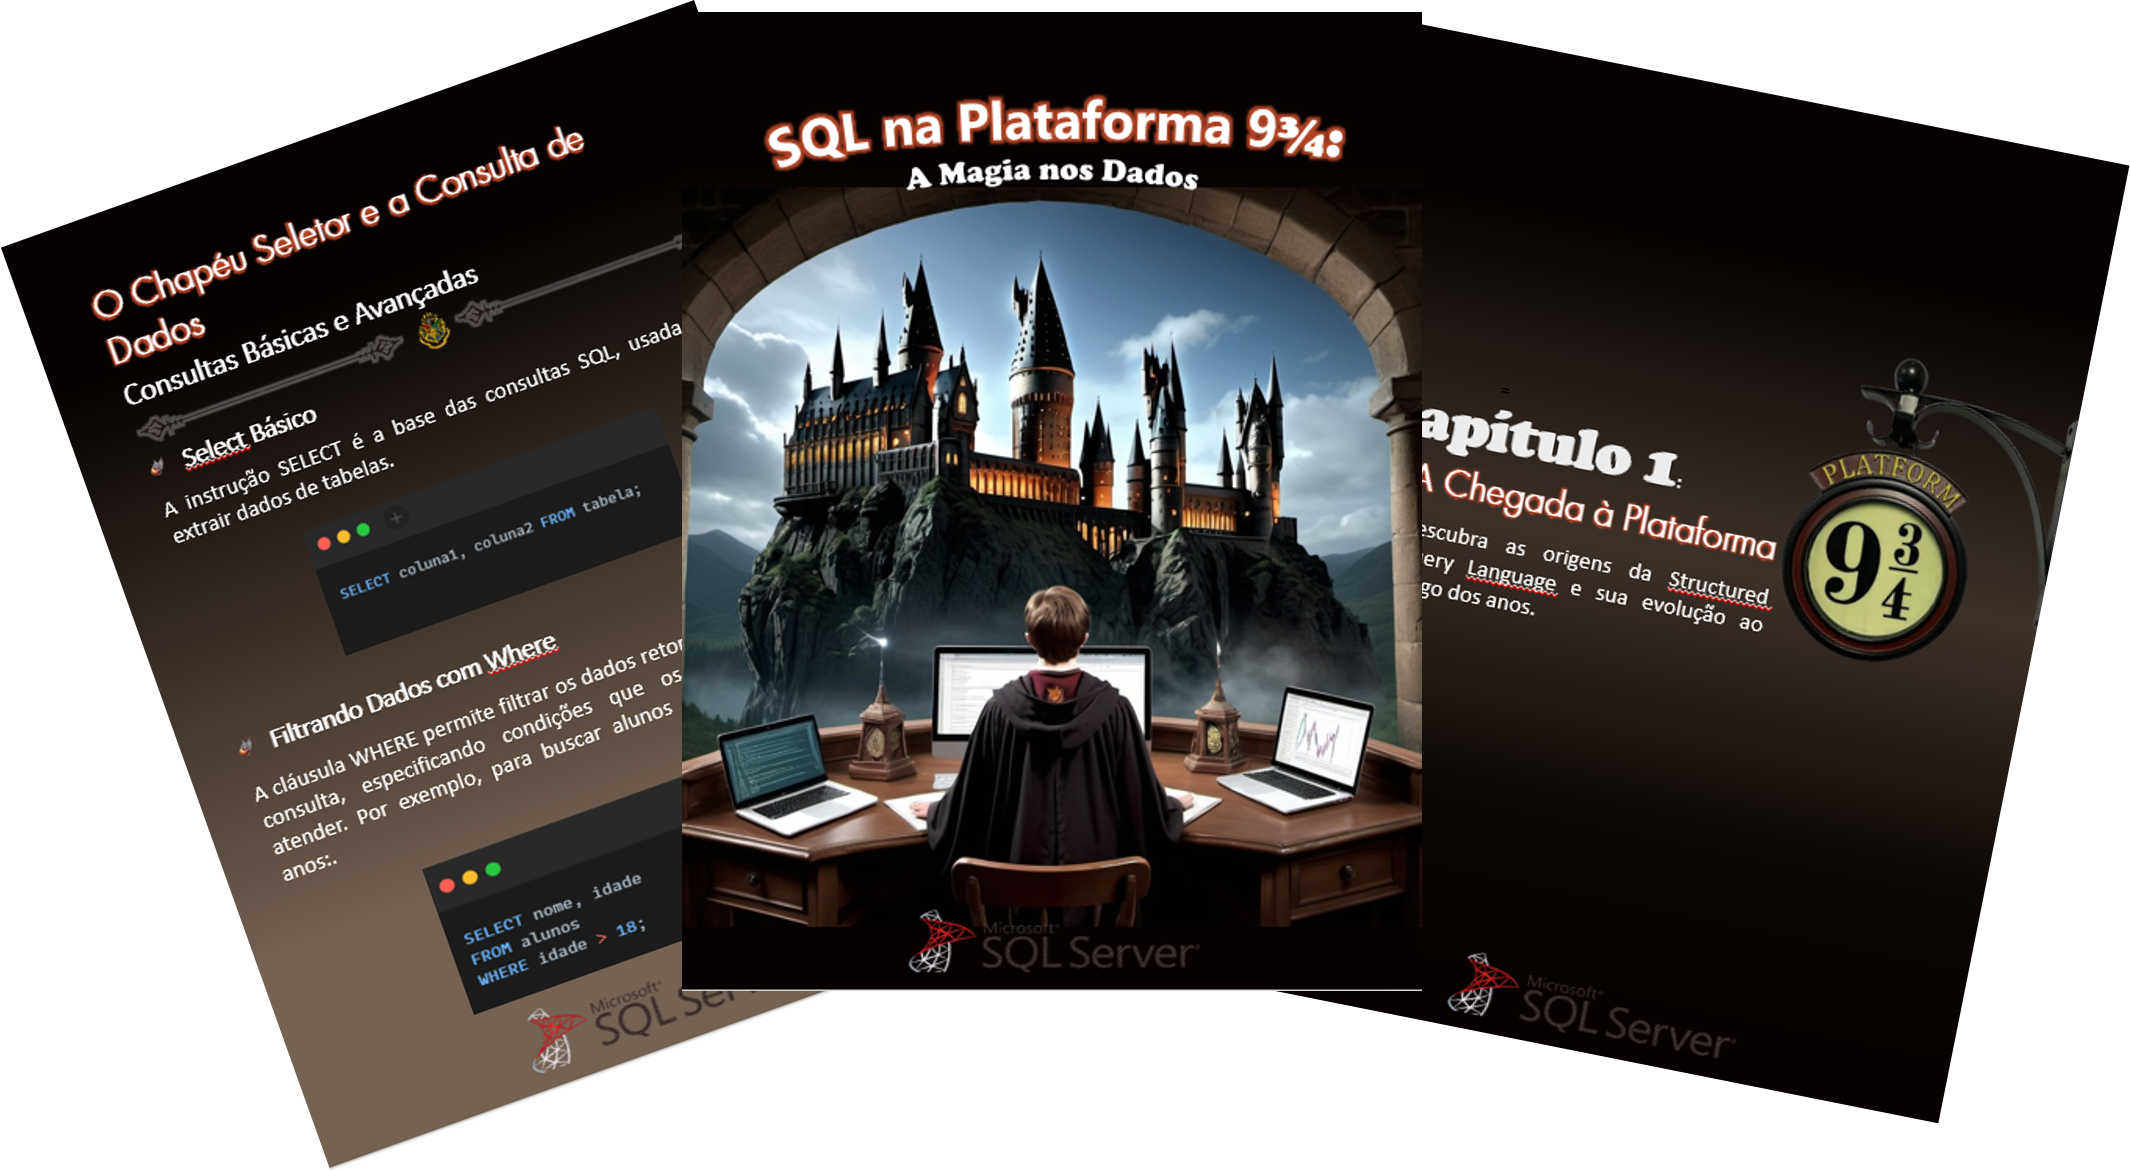 O Chapéu Seletor e a Consulta de
Dados
Consultas Básicas e Avançadas
Select Básico
A instrução SELECT é a base das consultas SQL, usada
extrair dados de tabelas.
SELECT coluna1, coluna2 FROM tabela;
Filtrando Dados com Where
A cláusula WHERE permite filtrar os dados retor
consulta, especificando condições que os
atender. Por exemplo, para buscar alunos
anos:.
SELECT nome, idade
FROM alunos
WHERE idade > 18;
Microsoft®
SQL Ser
SQL na Plataforma 9¾:
A Magia nos Dados
Microsoft®
SQL Server®
=
apítulo 1:
A Chegada à Plataforma
escubra as origens da Structured
ery Language e sua evolução ao
go dos anos.
PLATFORM
9 3/4
Microsoft®
SQL Server®